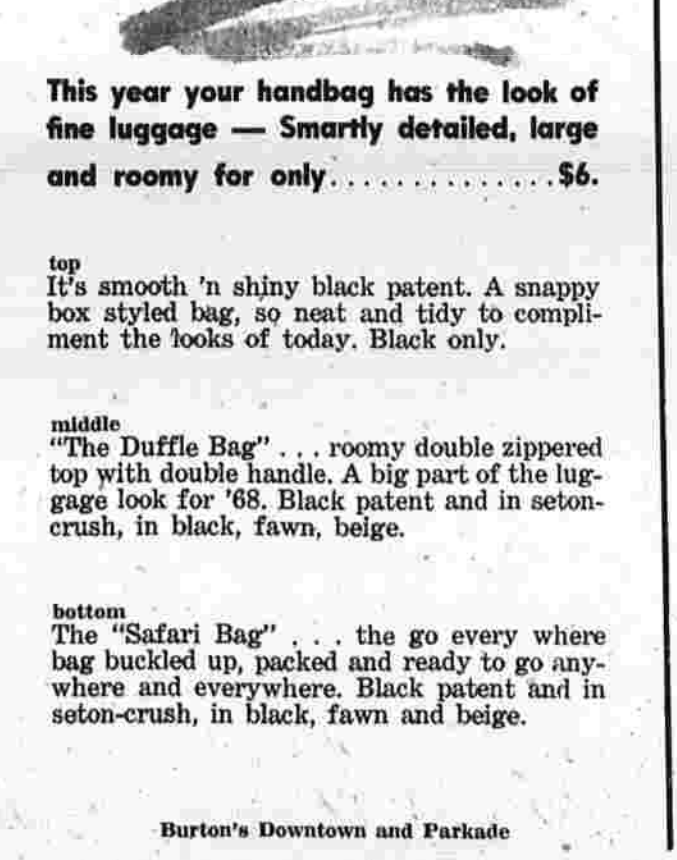 This year your handbag has the look of
fine luggage — Smartly detailed, large
and roomy for only..............$6.
top
It's smooth 'n shiny black patent. A snappy
box styled bag, so neat and tidy to compli-
ment the looks of today. Black only.
middle
"The Duffle Bag" . . . roomy double zippered
top with double handle. A big part of the lug-
gage look for '68. Black patent and in seton-
crush, in black, fawn, beige.
bottom
The "Safari Bag" . . . the go every where
bag buckled up, packed and ready to go any-
where and everywhere. Black patent and in
seton-crush, in black, fawn and beige.
Burton's Downtown and Parkade